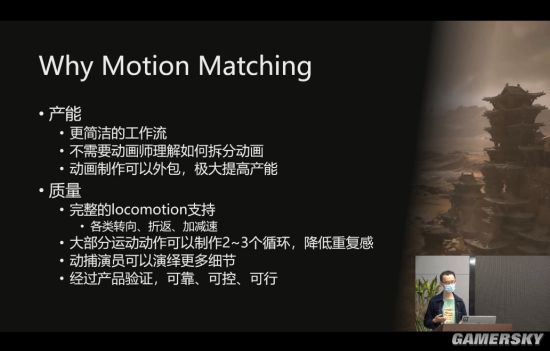 Why Motion Matching
• 产能
• 更简洁的工作流
• 不需要动画师理解如何拆分动画
• 动画制作可以外包，极大提高产能
• 质量
• 完整的locomotion支持
• 各类转向、折返、加减速
• 大部分运动动作可以制作2~3个循环，降低重复感
• 动捕演员可以演绎更多细节
• 经过产品验证，可靠、可控、可行
GAMERSKY